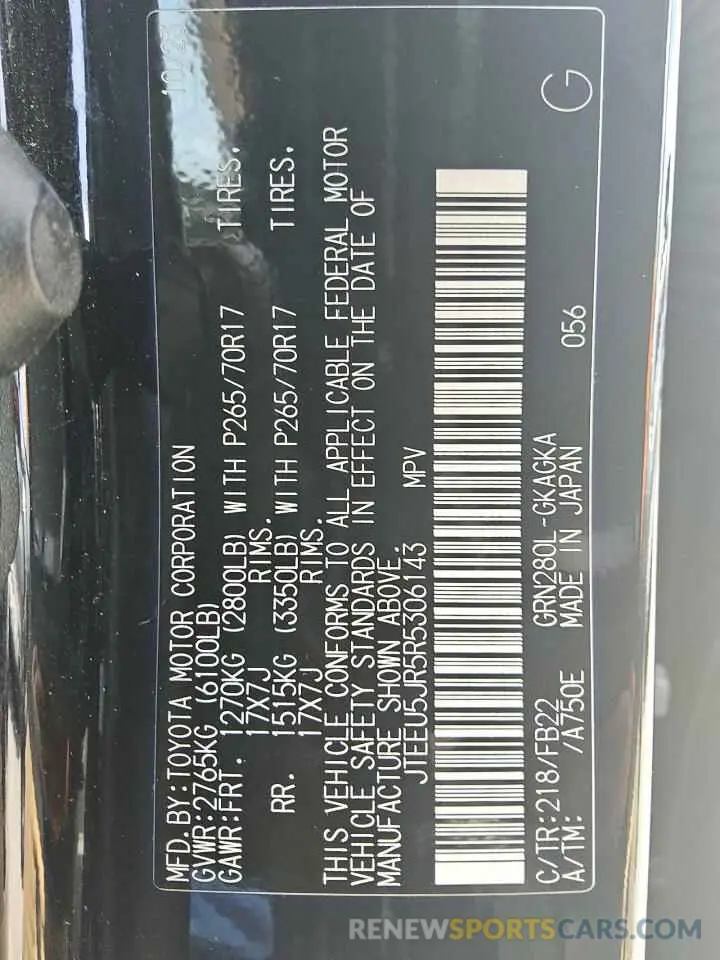 MFD.BY:TOYOTA MOTOR CORPORATION 10/23
GVWR:2765KG (6100LB)
GAWR:FRT. 1270KG (2800LB) WITH P265/70R17 TIRES.
17X7J RIMS.
RR. 1515KG (3350LB) WITH P265/70R17 TIRES.
17X7J RIMS.
THIS VEHICLE CONFORMS TO ALL APPLICABLE FEDERAL MOTOR
VEHICLE SAFETY STANDARDS IN EFFECT ON THE DATE OF
MANUFACTURE SHOWN ABOVE.
JTEEU5JR5R5306143 MPV
C/TR:218/FB22 GRN280L-GKAGKA 056 G
A/TM: /A750E MADE IN JAPAN
RENEWSPORTSCARS.COM